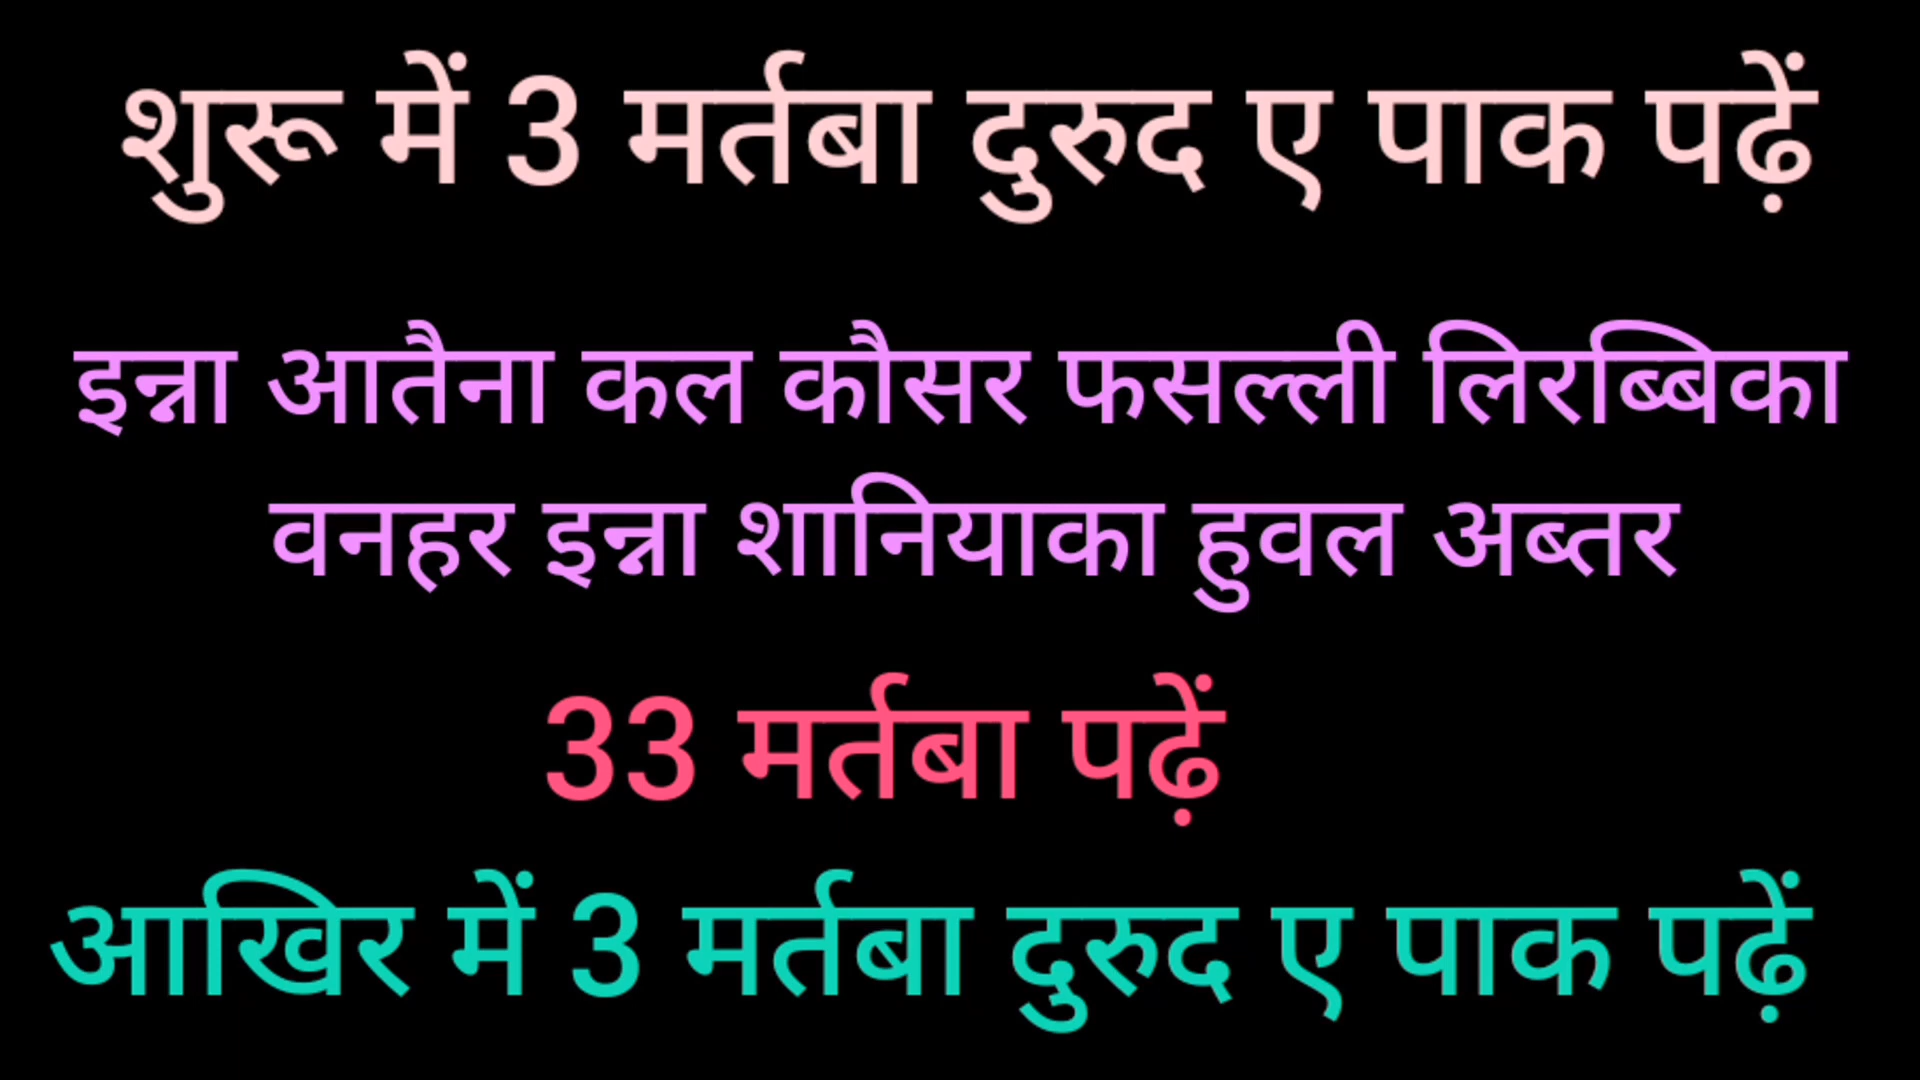 शुरू में 3 मर्तबा दुरुद ए पाक पढ़ें
इन्ना आतैना कल कौसर फसल्ली लिरब्बिका
वनहर इन्ना शानियाका हुवल अब्तर
33 मर्तबा पढ़ें
आखिर में 3 मर्तबा दुरुद ए पाक पढ़ें